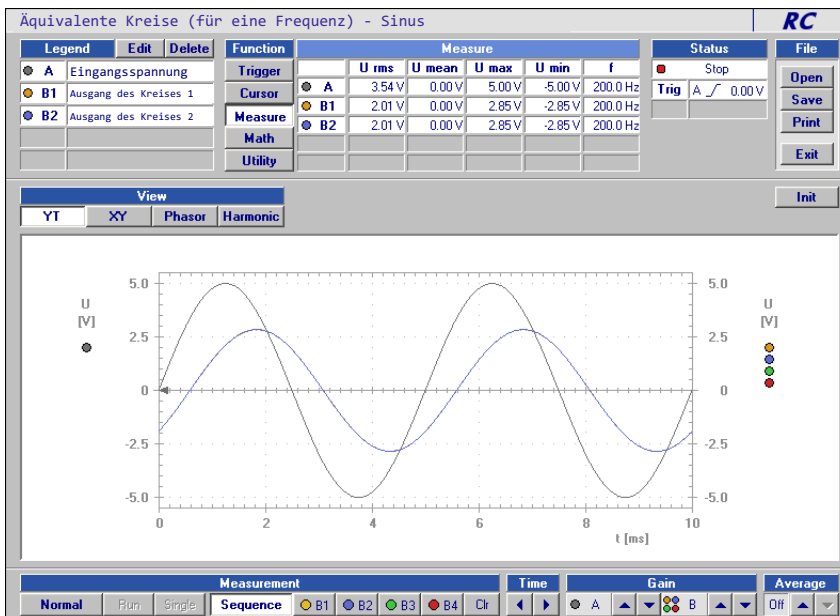 Äquivalente Kreise (für eine Frequenz) - Sinus
RC
Legend Edit Delete
A Eingangsspannung
B1 Ausgang des Kreises 1
B2 Ausgang des Kreises 2
Function
Trigger
Cursor
Measure
Math
Utility
Measure
U rms U mean U max U min f
A 3.54 V 0.00 V 5.00 V -5.00 V 200.0 Hz
B1 2.01 V 0.00 V 2.85 V -2.85 V 200.0 Hz
B2 2.01 V 0.00 V 2.85 V -2.85 V 200.0 Hz
Status
Stop
Trig A 0.00 V
File
Open
Save
Print
Exit
Init
View
YT XY Phasor Harmonic
U
[V]
5.0
2.5
0
-2.5
-5.0
0 2 4 6 8 10
t [ms]
5.0
2.5
0
-2.5
-5.0
U
[V]
Measurement
Normal Run Single Sequence B1 B2 B3 B4 Clr
Time
Gain
A B
Average
Off